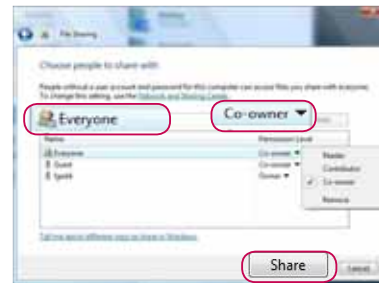 File Sharing
Choose people to share with
People without a user account and password for this computer can access files you share with everyone.
To change this setting, use the Network and Sharing Center.
Everyone
Co-owner
Name
Permission Level
Everyone
Co-owner
Guest
Co-owner
Owner
Reader
Contributor
Co-owner
Remove
Tell me about different ways to share in Windows.
Share
Cancel